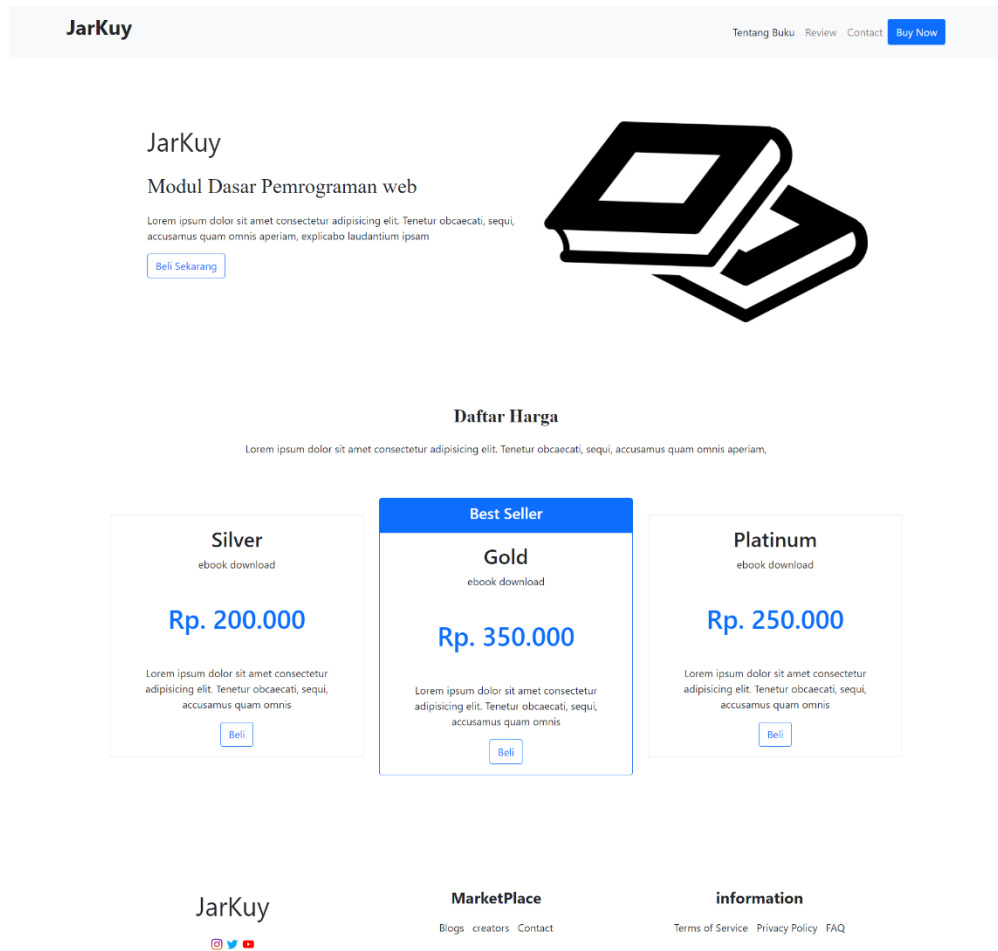 JarKuy
Tentang Buku Review Contact Buy Now
JarKuy
Modul Dasar Pemrograman web
Lorem ipsum dolor sit amet consectetur adipisicing elit. Tenetur obcaecati, sequi,
accusamus quam omnis aperiam, explicabo laudantium ipsam
Beli Sekarang
Daftar Harga
Lorem ipsum dolor sit amet consectetur adipisicing elit. Tenetur obcaecati, sequi, accusamus quam omnis aperiam,
Silver
ebook download
Rp. 200.000
Lorem ipsum dolor sit amet consectetur
adipisicing elit. Tenetur obcaecati, sequi,
accusamus quam omnis
Beli
Best Seller
Gold
ebook download
Rp. 350.000
Lorem ipsum dolor sit amet consectetur
adipisicing elit. Tenetur obcaecati, sequi,
accusamus quam omnis
Beli
Platinum
ebook download
Rp. 250.000
Lorem ipsum dolor sit amet consectetur
adipisicing elit. Tenetur obcaecati, sequi,
accusamus quam omnis
Beli
JarKuy
MarketPlace
Blogs creators Contact
information
Terms of Service Privacy Policy FAQ